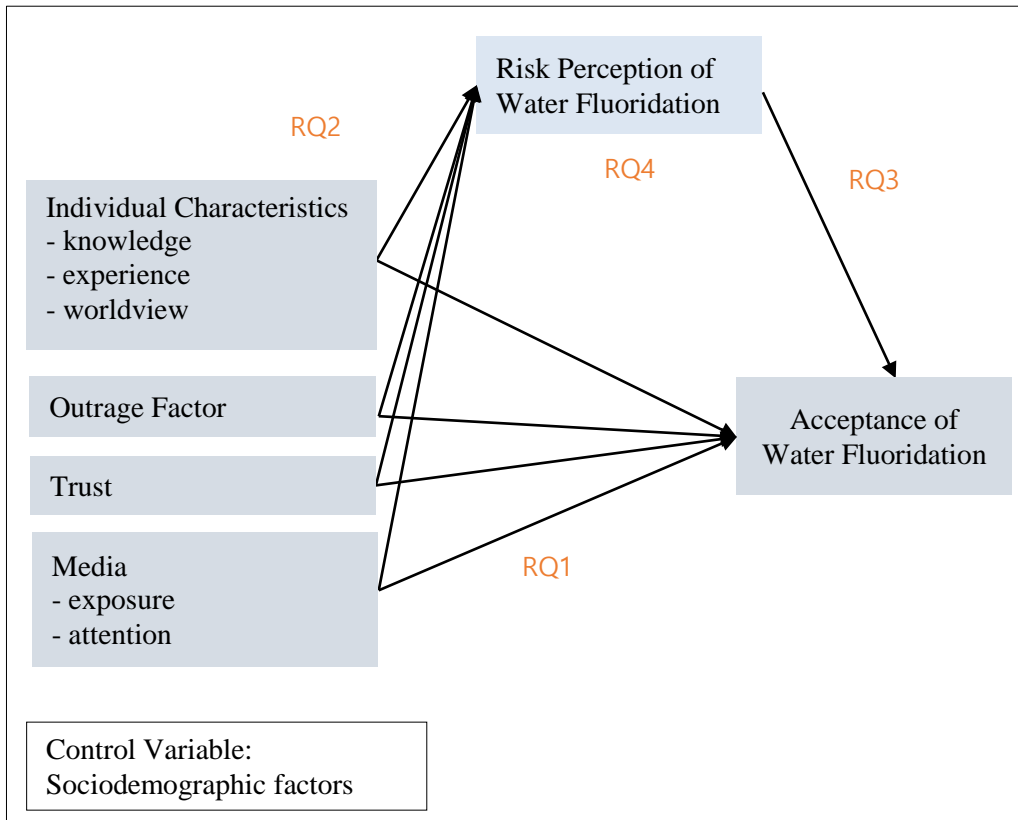 Risk Perception of
Water Fluoridation
RQ2
RQ4
RQ3
Individual Characteristics
- knowledge
- experience
- worldview
Outrage Factor
Acceptance of
Water Fluoridation
Trust
Media
- exposure
- attention
RQ1
Control Variable:
Sociodemographic factors